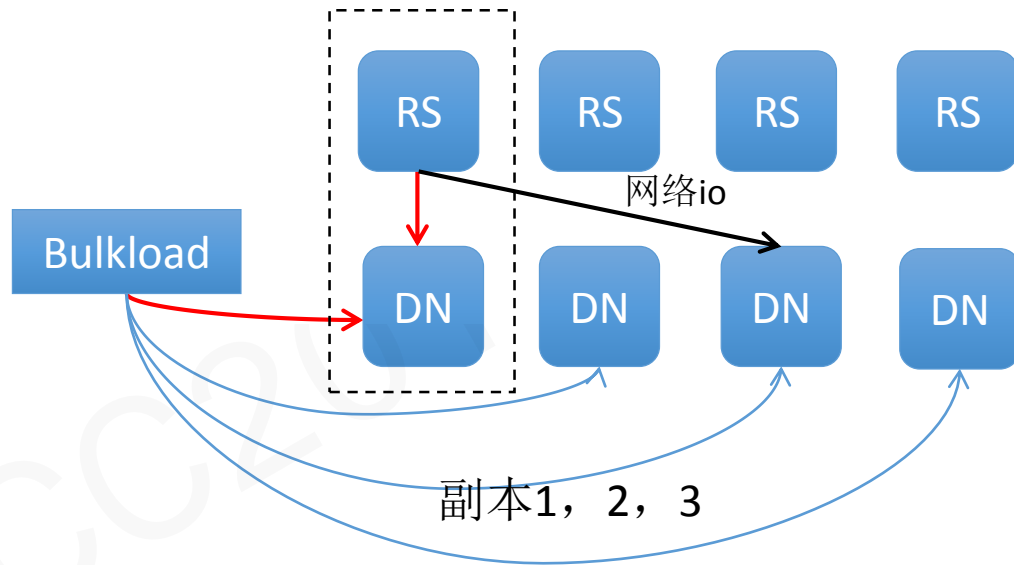 RS RS RS RS
网络io
Bulkload
DN DN DN DN
副本1，2，3